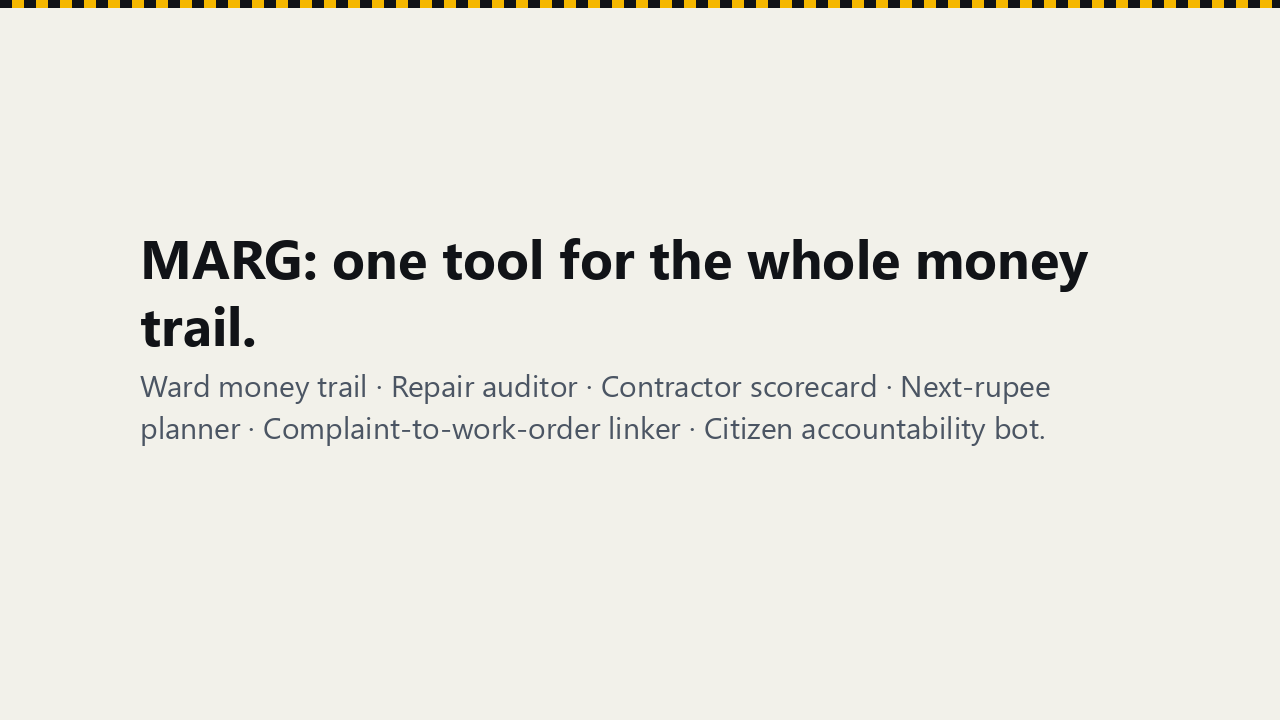 MARG: one tool for the whole money
trail.
Ward money trail · Repair auditor · Contractor scorecard · Next-rupee
planner · Complaint-to-work-order linker · Citizen accountability bot.